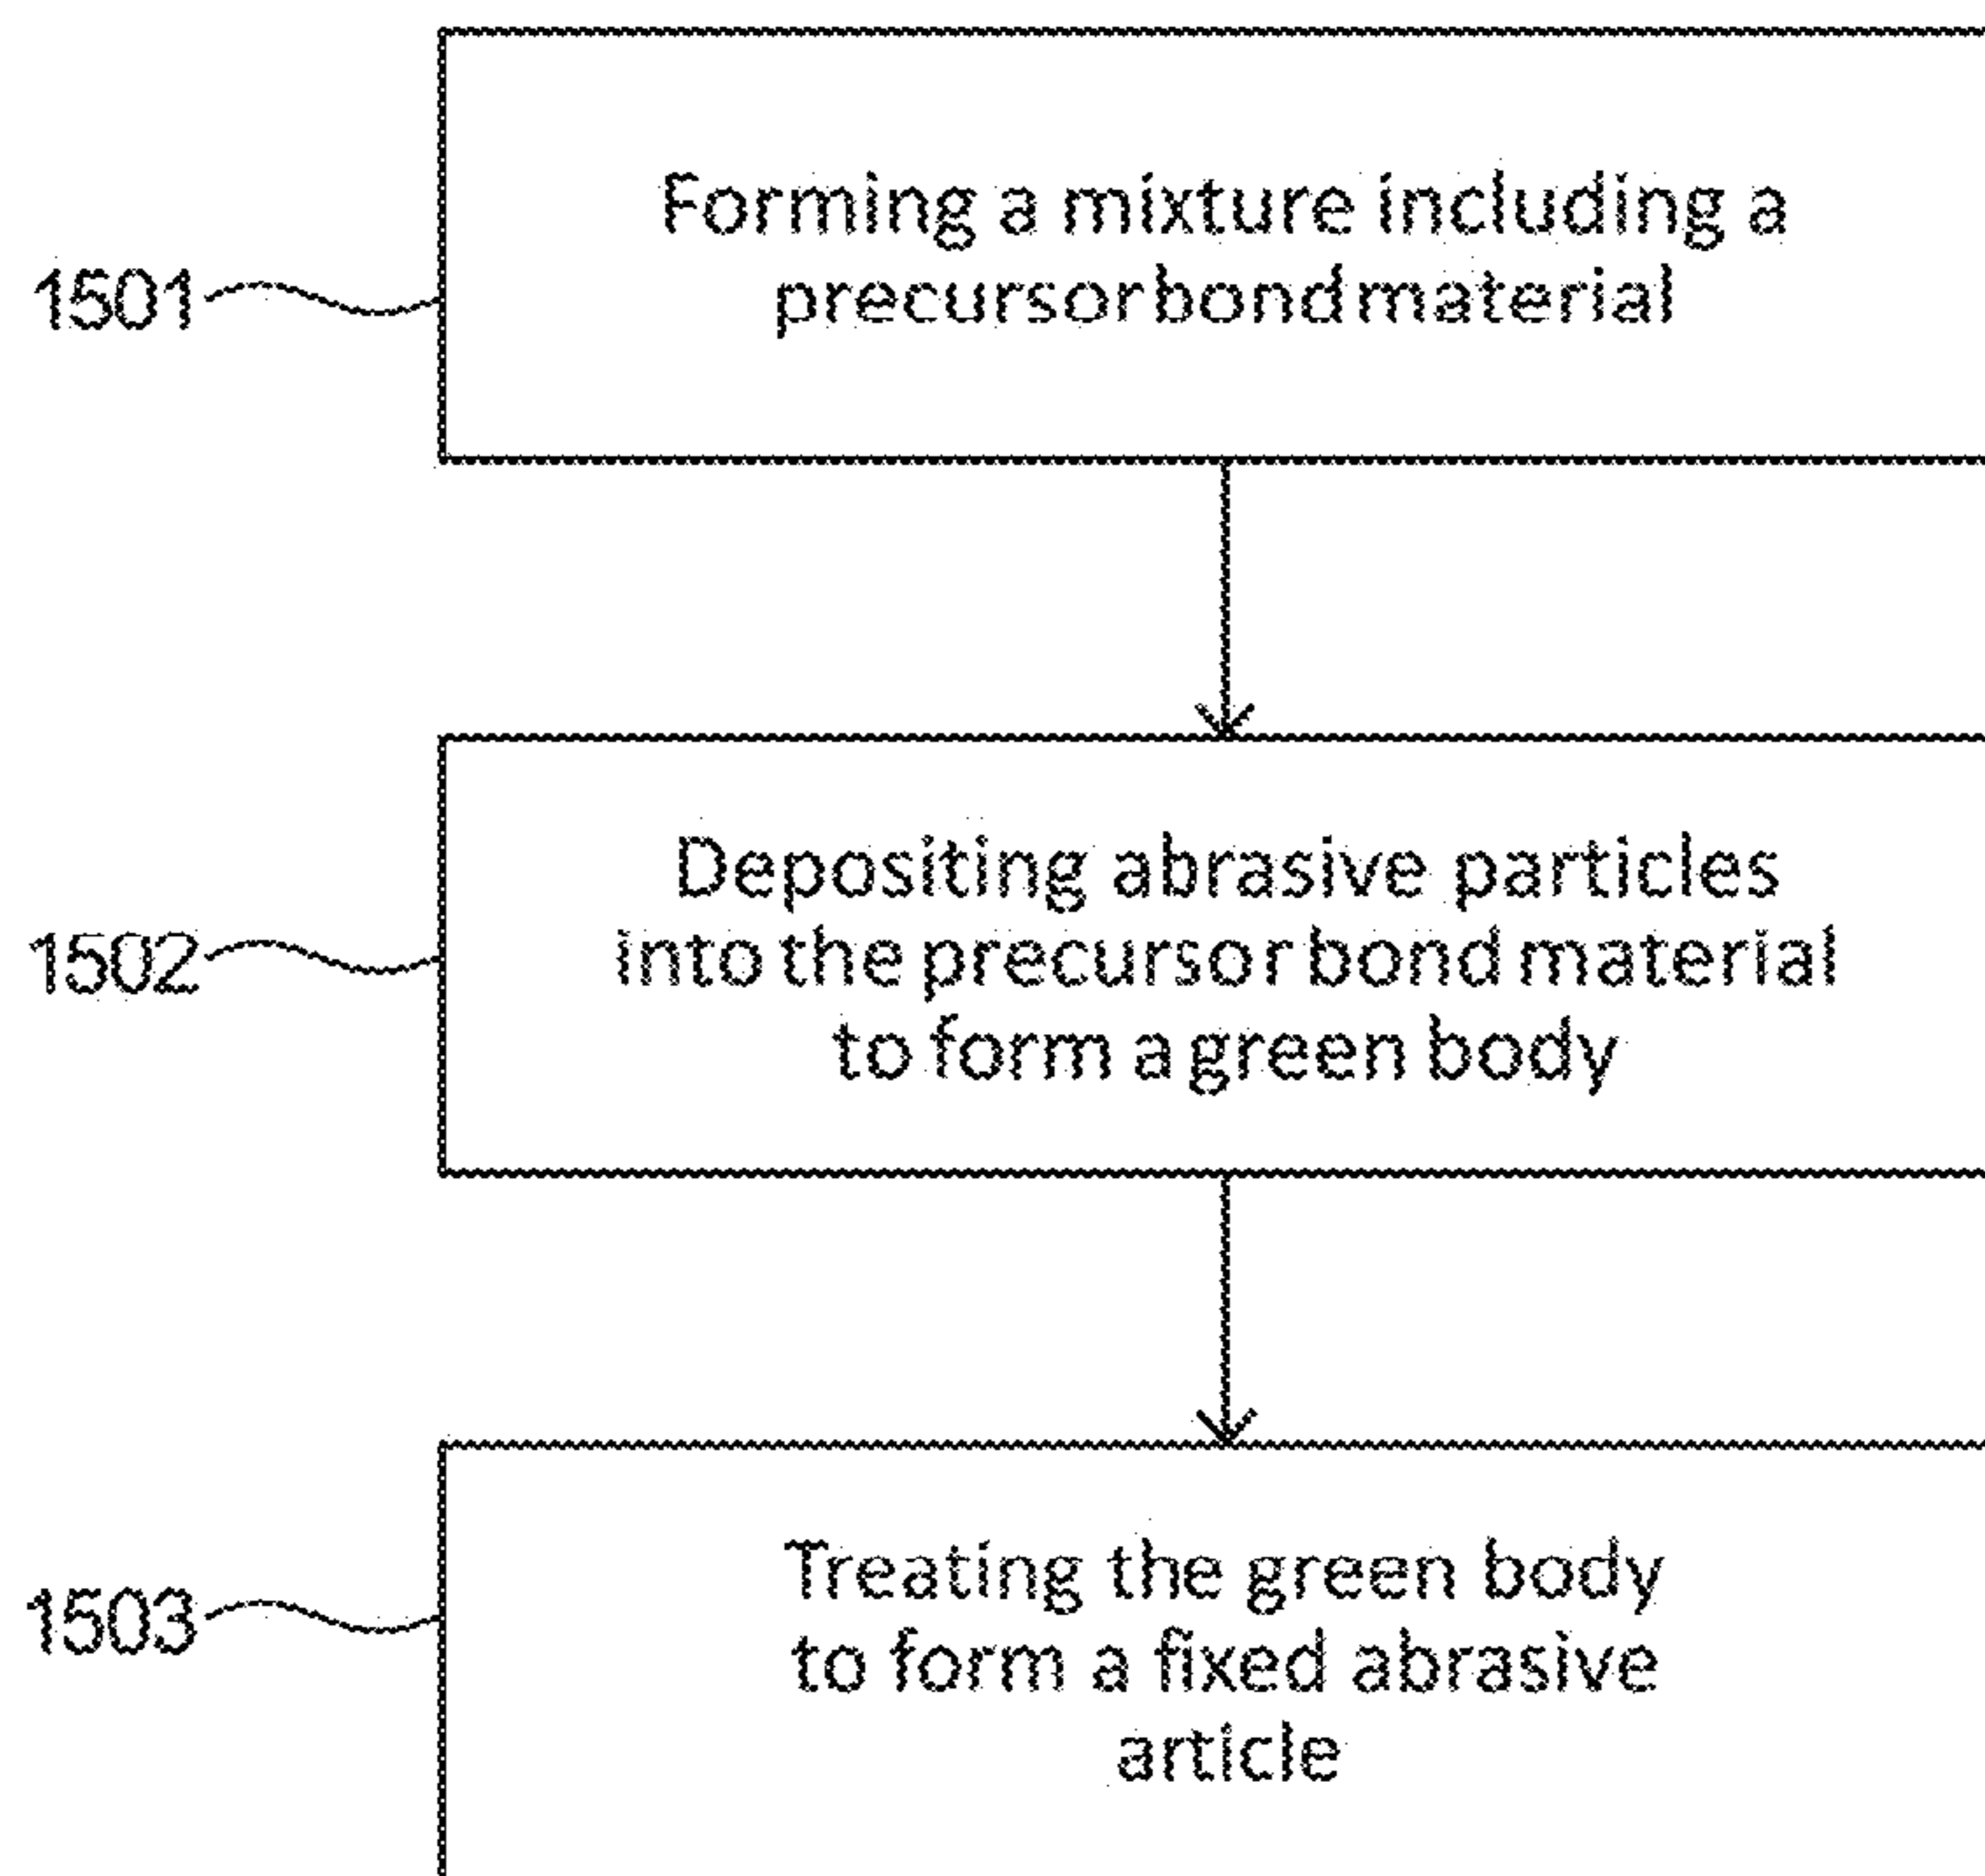 Forming a mixture including a
1501
precursor bond material
Depositing abrasive particles
1502
into the precursor bond material
to form a green body
Treating the green body
1503
to form a fixed abrasive
article